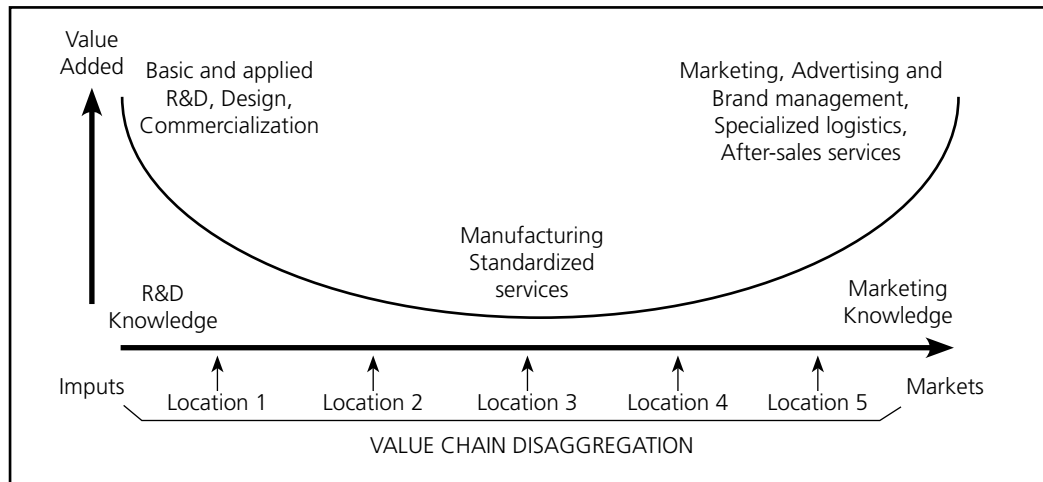 Value
Added
Basic and applied
R&D, Design,
Commercialization
Marketing, Advertising and
Brand management,
Specialized logistics,
After-sales services
Manufacturing
Standardized
services
R&D
Knowledge
Marketing
Knowledge
Imputs
Location 1
Location 2
Location 3
Location 4
Location 5
Markets
VALUE CHAIN DISAGGREGATION